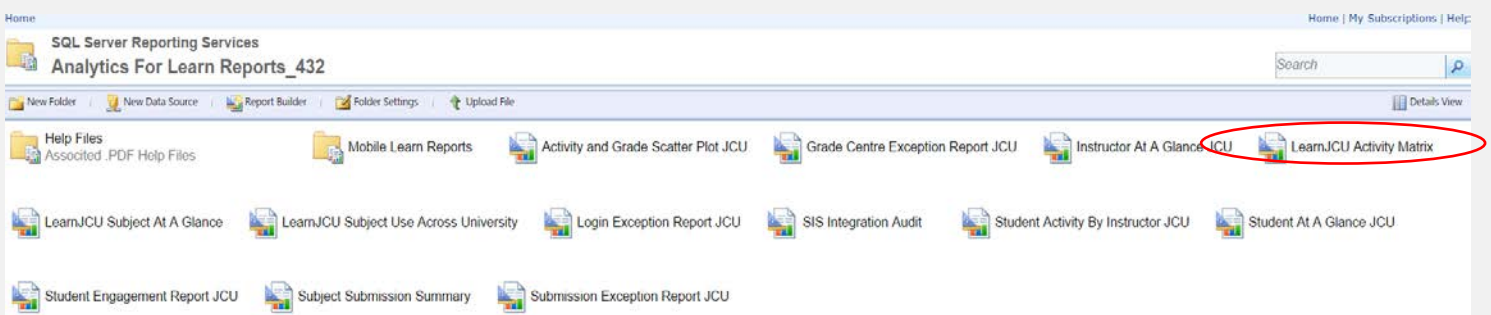 Home
Home | My Subscriptions | Help
SQL Server Reporting Services
Analytics For Learn Reports_432
Search
New Folder | New Data Source | Report Builder | Folder Settings | Upload File
Details View
Help Files
Associted .PDF Help Files
Mobile Learn Reports
Activity and Grade Scatter Plot JCU
Grade Centre Exception Report JCU
Instructor At A Glance JCU
LearnJCU Activity Matrix
LearnJCU Subject At A Glance
LearnJCU Subject Use Across University
Login Exception Report JCU
SIS Integration Audit
Student Activity By Instructor JCU
Student At A Glance JCU
Student Engagement Report JCU
Subject Submission Summary
Submission Exception Report JCU